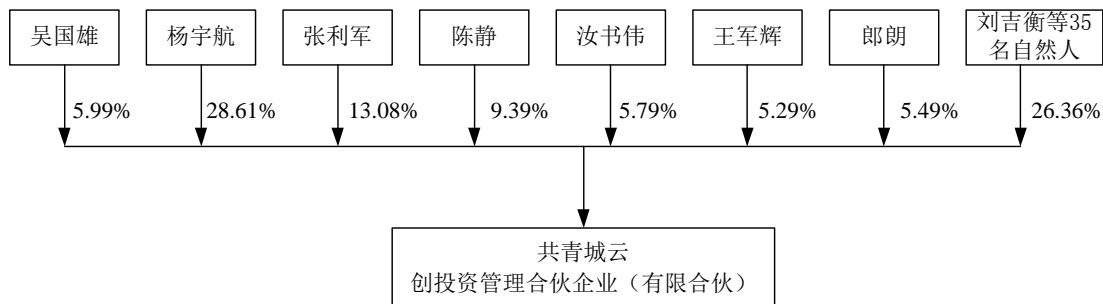 吴国雄
杨宇航
张利军
陈静
汝书伟
王军辉
郎朗
刘吉衡等35
名自然人
5.99%
28.61%
13.08%
9.39%
5.79%
5.29%
5.49%
26.36%
共青城云
创投资管理合伙企业（有限合伙）